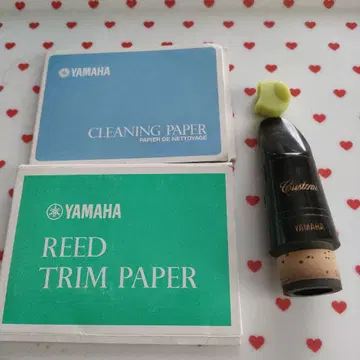 YAMAHA
CLEANING PAPER
PAPIER DE NETTOYAGE
YAMAHA
REED
TRIM PAPER
Custom
YAMAHA